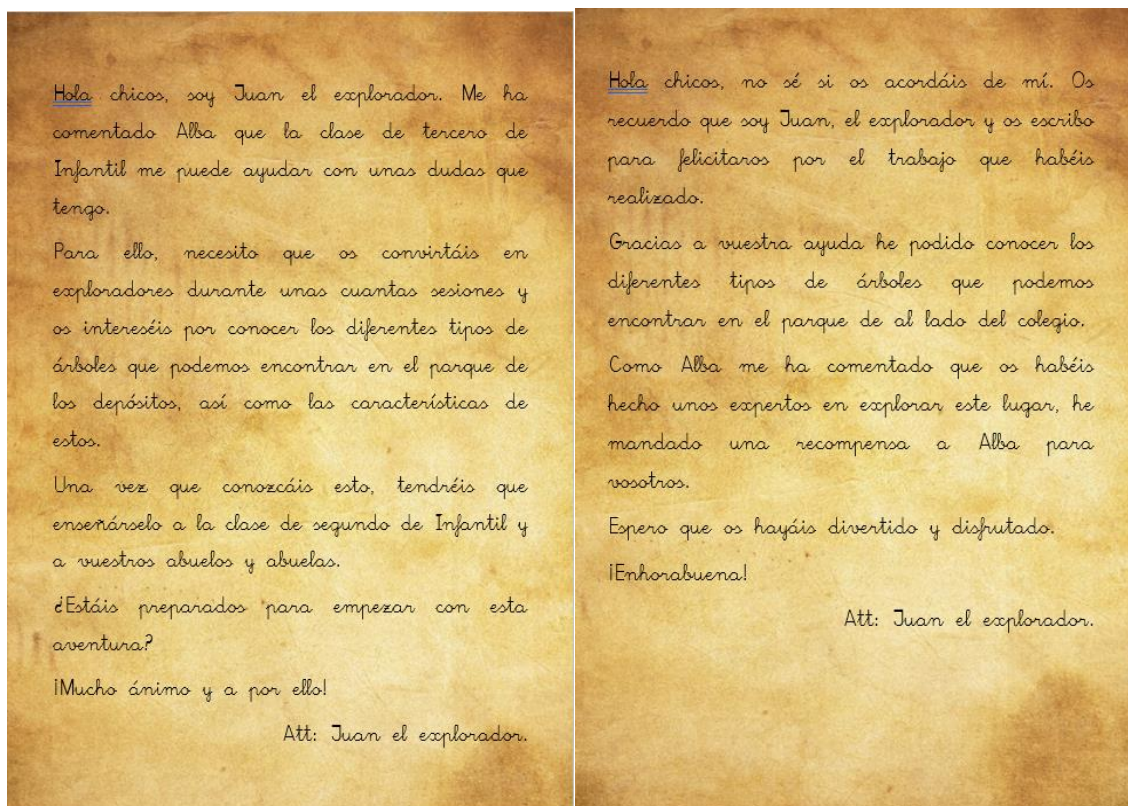 Hola chicos, soy Juan el explorador. Me ha
comentado Alba que la clase de tercero de
Infantil me puede ayudar con unas dudas que
tengo.
Para ello, necesito que os convirtáis en
exploradores durante unas cuantas sesiones y
os intereséis por conocer los diferentes tipos de
árboles que podemos encontrar en el parque de
los depósitos, así como las características de
estos.
Una vez que conozcáis esto, tendréis que
enseñárselo a la clase de segundo de Infantil y
a vuestros abuelos y abuelas.
¿Estáis preparados para empezar con esta
aventura?
¡Mucho ánimo y a por ello!
Att: Juan el explorador.
Hola chicos, no sé si os acordáis de mí. Os
recuerdo que soy Juan, el explorador y os escribo
para felicitaros por el trabajo que habéis
realizado.
Gracias a vuestra ayuda he podido conocer los
diferentes tipos de árboles que podemos
encontrar en el parque de al lado del colegio.
Como Alba me ha comentado que os habéis
hecho unos expertos en explorar este lugar, he
mandado una recompensa a Alba para
vosotros.
Espero que os hayáis divertido y disfrutado.
¡Enhorabuena!
Att: Juan el explorador.